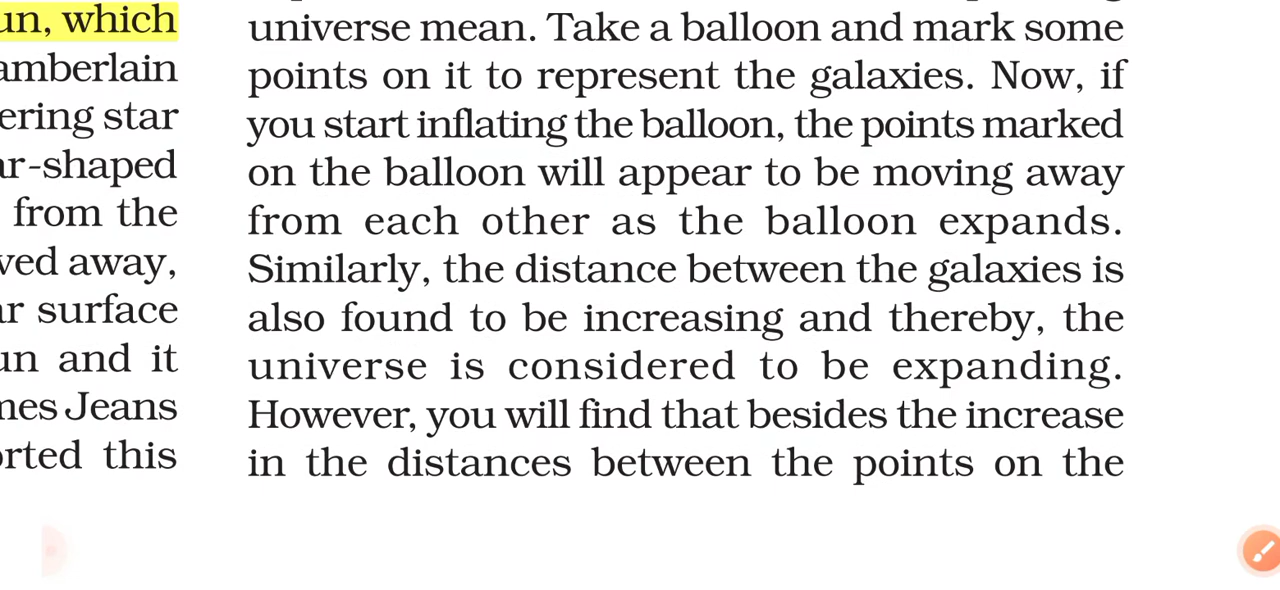 un, which
amberlain
ering star
ar-shaped
from the
ved away,
ar surface
un and it
mes Jeans
orted this
universe mean. Take a balloon and mark some
points on it to represent the galaxies. Now, if
you start inflating the balloon, the points marked
on the balloon will appear to be moving away
from each other as the balloon expands.
Similarly, the distance between the galaxies is
also found to be increasing and thereby, the
universe is considered to be expanding.
However, you will find that besides the increase
in the distances between the points on the